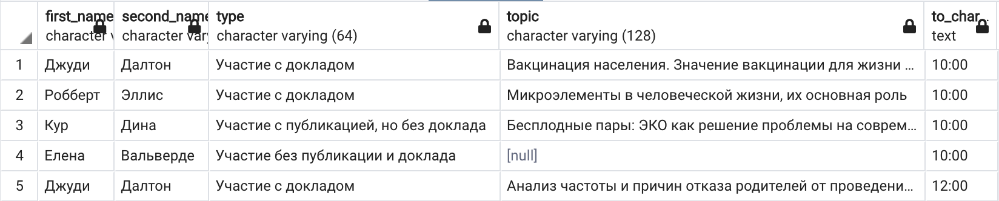 first_name second_name type topic to_char
character v character var character varying (64) character varying (128) text
1 Джуди Далтон Участие с докладом Вакцинация населения. Значение вакцинации для жизни ... 10:00
2 Робберт Эллис Участие с докладом Микроэлементы в человеческой жизни, их основная роль 10:00
3 Кур Дина Участие с публикацией, но без доклада Бесплодные пары: ЭКО как решение проблемы на соврем... 10:00
4 Елена Вальверде Участие без публикации и доклада [null] 10:00
5 Джуди Далтон Участие с докладом Анализ частоты и причин отказа родителей от проведени... 12:00